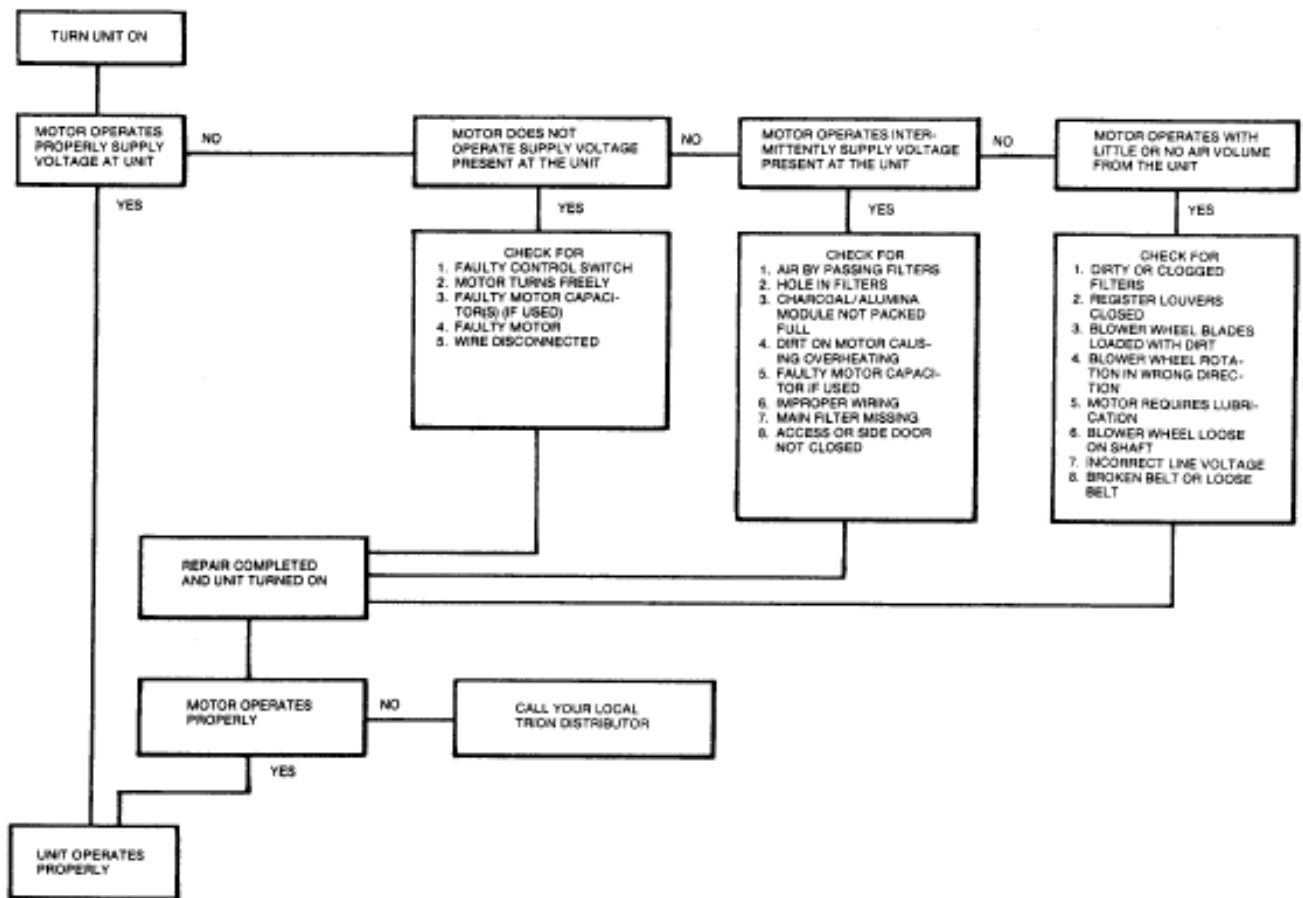 TURN UNIT ON
MOTOR OPERATES
PROPERLY SUPPLY
VOLTAGE AT UNIT
NO
YES
MOTOR DOES NOT
OPERATE SUPPLY VOLTAGE
PRESENT AT THE UNIT
NO
YES
MOTOR OPERATES INTER-
MITTENTLY SUPPLY VOLTAGE
PRESENT AT THE UNIT
NO
YES
MOTOR OPERATES WITH
LITTLE OR NO AIR VOLUME
FROM THE UNIT
YES
CHECK FOR
1. FAULTY CONTROL SWITCH
2. MOTOR TURNS FREELY
3. FAULTY MOTOR CAPACI-
TOR(S) (IF USED)
4. FAULTY MOTOR
5. WIRE DISCONNECTED
CHECK FOR
1. AIR BY PASSING FILTERS
2. HOLE IN FILTERS
3. CHARCOAL/ALUMINA
MODULE NOT PACKED
FULL
4. DIRT ON MOTOR CAUS-
ING OVERHEATING
5. FAULTY MOTOR CAPACI-
TOR IF USED
6. IMPROPER WIRING
7. MAIN FILTER MISSING
8. ACCESS OR SIDE DOOR
NOT CLOSED
CHECK FOR
1. DIRTY OR CLOGGED
FILTERS
2. REGISTER LOUVERS
CLOSED
3. BLOWER WHEEL BLADES
LOADED WITH DIRT
4. BLOWER WHEEL ROTA-
TION IN WRONG DIREC-
TION
5. MOTOR REQUIRES LUBRI-
CATION
6. BLOWER WHEEL LOOSE
ON SHAFT
7. INCORRECT LINE VOLTAGE
8. BROKEN BELT OR LOOSE
BELT
REPAIR COMPLETED
AND UNIT TURNED ON
MOTOR OPERATES
PROPERLY
NO
YES
CALL YOUR LOCAL
TRION DISTRIBUTOR
UNIT OPERATES
PROPERLY